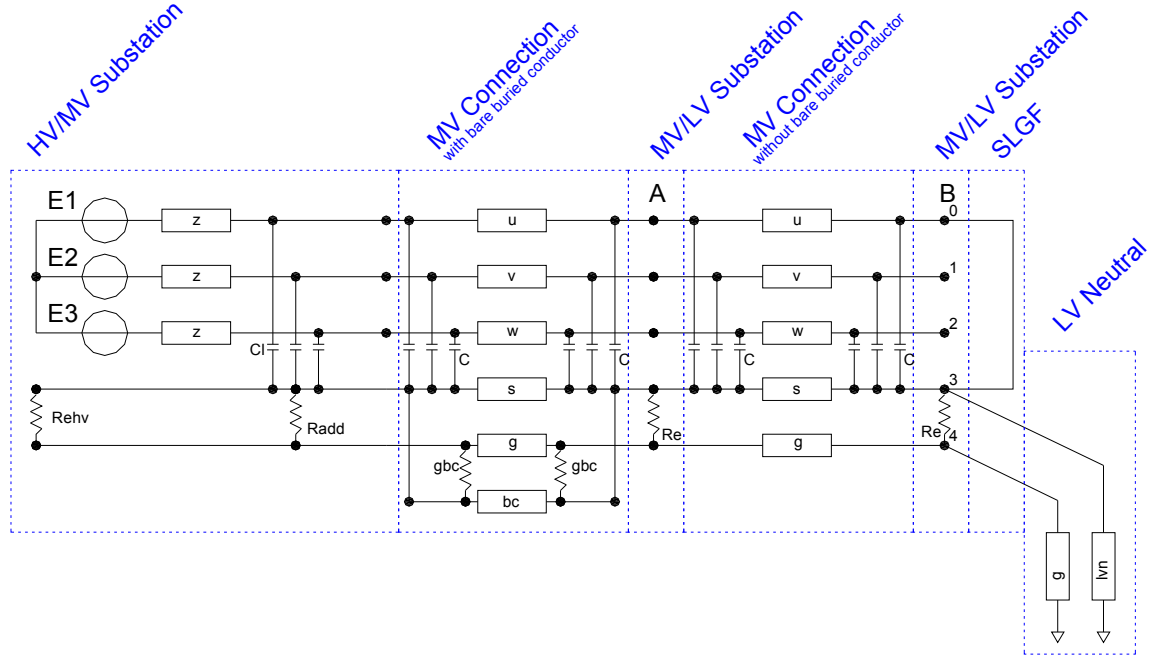 HV/MV Substation
MV Connection
with bare buried conductor
MV/LV Substation
MV Connection
without bare buried conductor
MV/LV Substation
SLGF
LV Neutral
A
B
E1
z
u
u
0
E2
z
v
v
1
E3
z
w
w
2
Cl
C
C
C
C
s
s
3
Rehv
Radd
Re
Re
4
g
g
gbc
gbc
bc
g
lvn